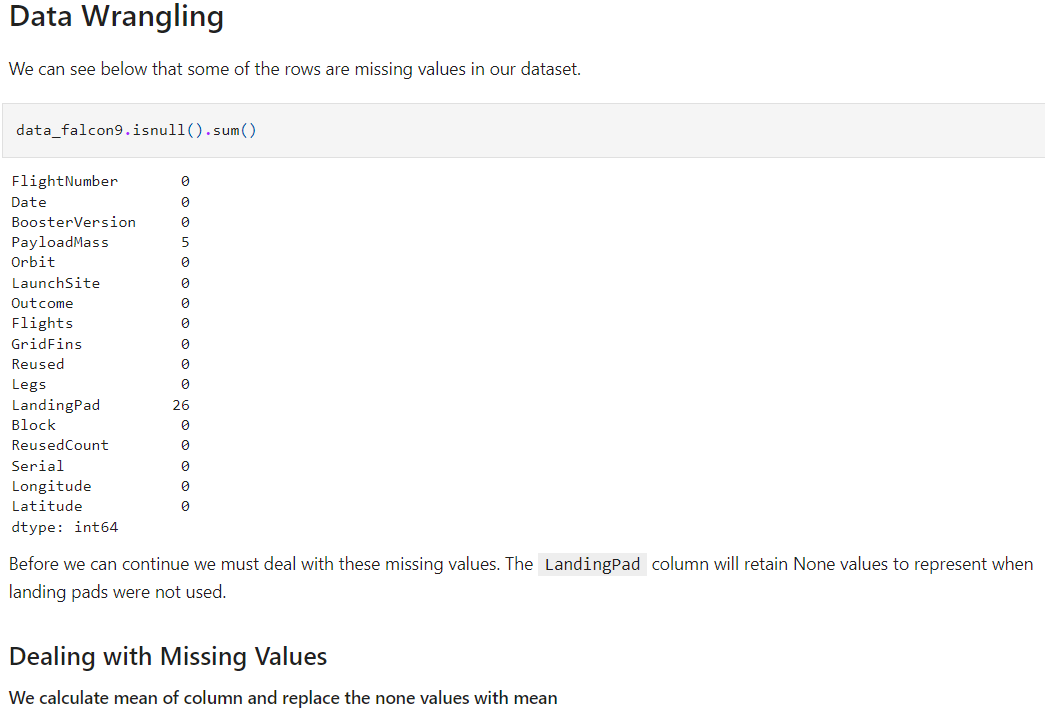 Data Wrangling
We can see below that some of the rows are missing values in our dataset.
data_falcon9.isnull().sum()
FlightNumber 0
Date 0
BoosterVersion 0
PayloadMass 5
Orbit 0
LaunchSite 0
Outcome 0
Flights 0
GridFins 0
Reused 0
Legs 0
LandingPad 26
Block 0
ReusedCount 0
Serial 0
Longitude 0
Latitude 0
dtype: int64
Before we can continue we must deal with these missing values. The LandingPad column will retain None values to represent when
landing pads were not used.
Dealing with Missing Values
We calculate mean of column and replace the none values with mean